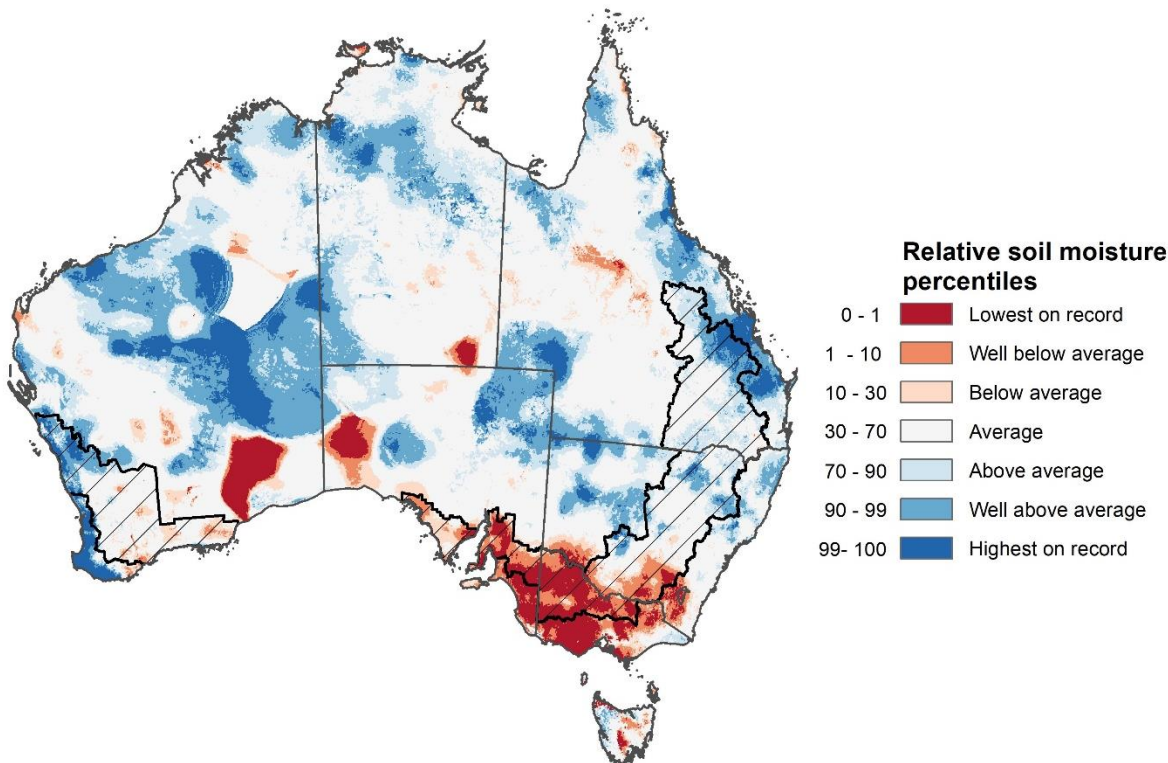 Relative soil moisture
percentiles
0 - 1 Lowest on record
1 - 10 Well below average
10 - 30 Below average
30 - 70 Average
70 - 90 Above average
90 - 99 Well above average
99- 100 Highest on record